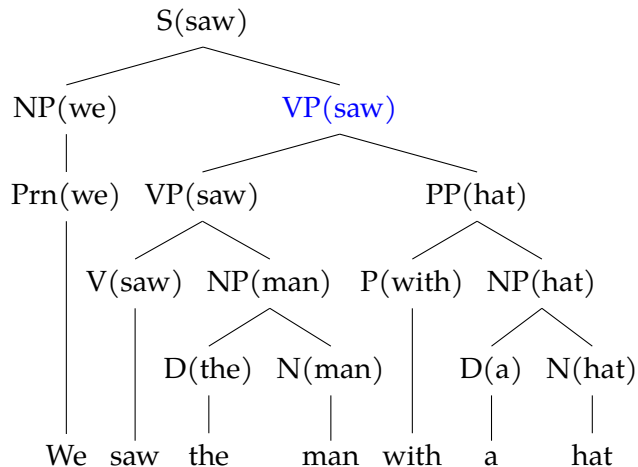 S(saw)
NP(we) VP(saw)
Prn(we) VP(saw) PP(hat)
V(saw) NP(man) P(with) NP(hat)
D(the) N(man) D(a) N(hat)
We saw the man with a hat